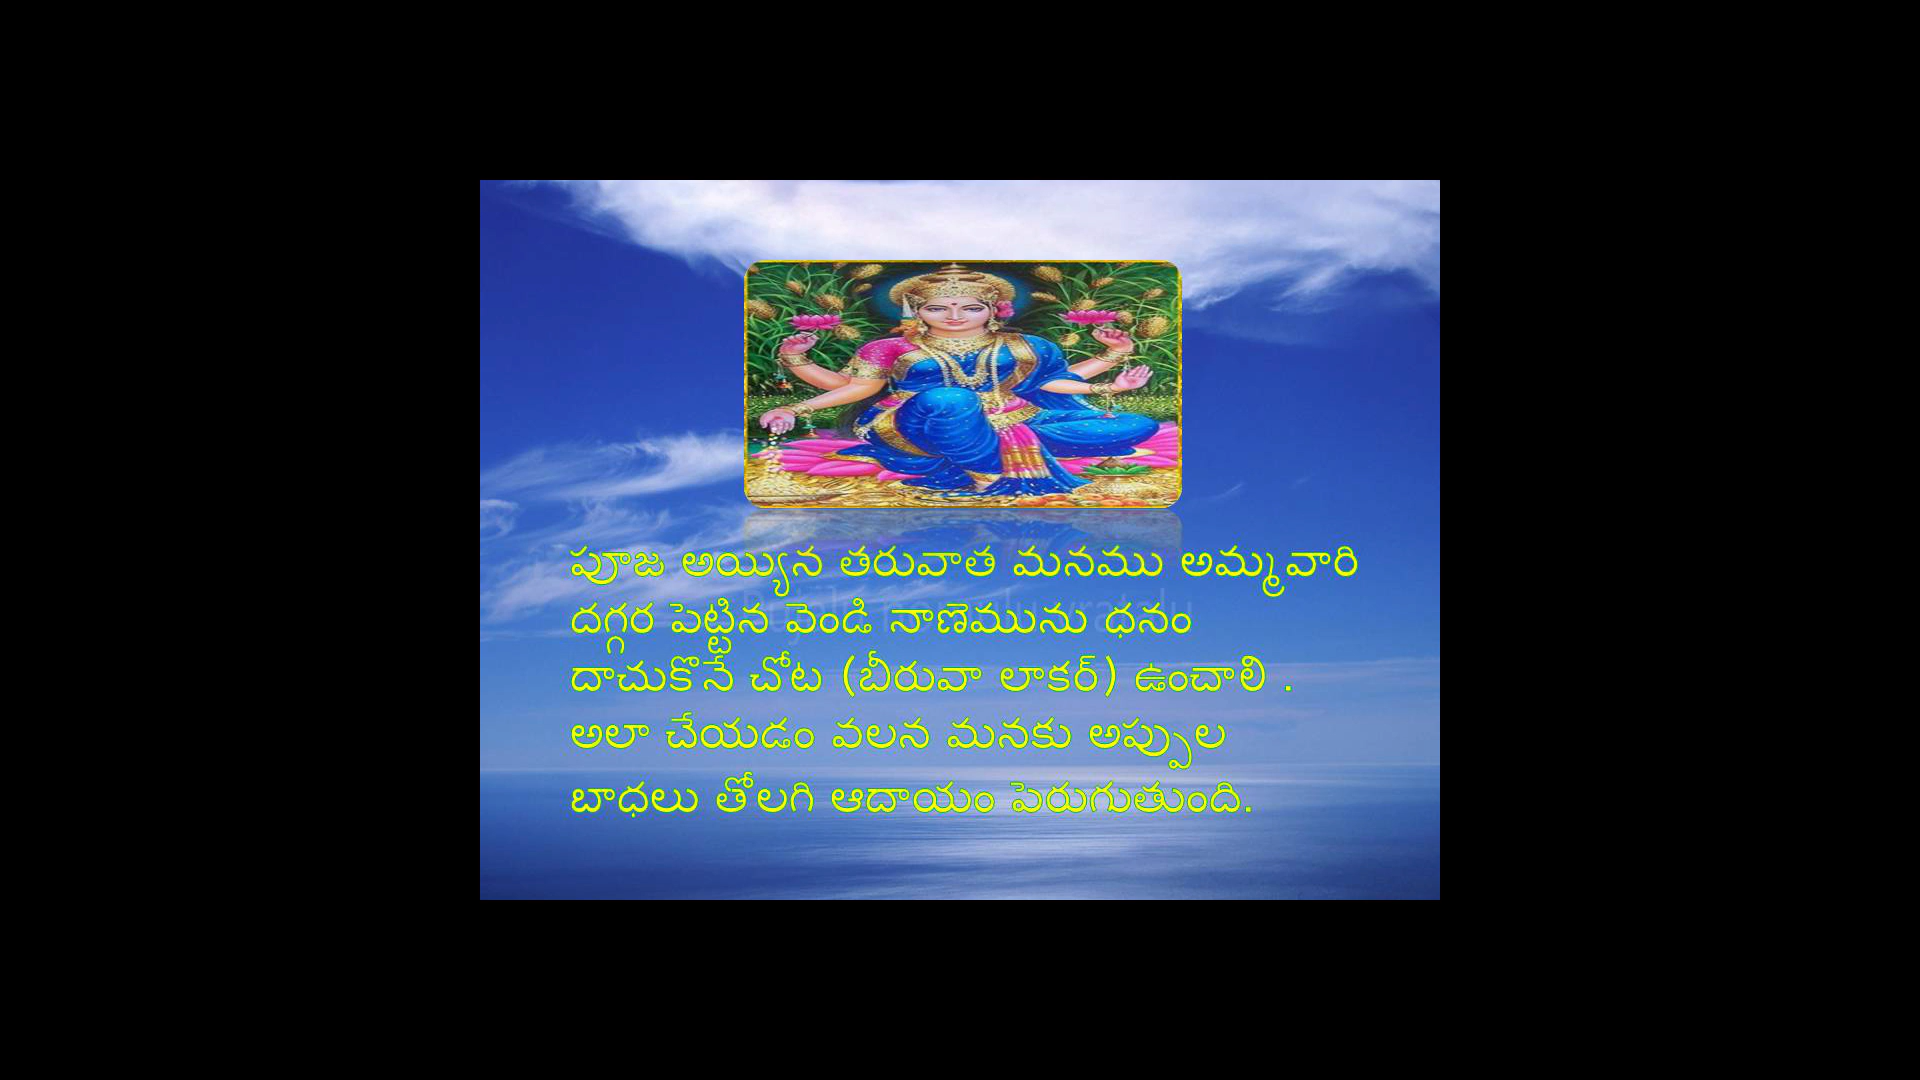 పూజ అయ్యిన తరువాత మనము అమ్మవారి
దగ్గర పెట్టిన వెండి నాణెమును ధనం
దాచుకొనే చోట (బీరువా లాకర్) ఉంచాలి .
అలా చేయడం వలన మనకు అప్పుల
బాధలు తోలగి ఆదాయం పెరుగుతుంది.